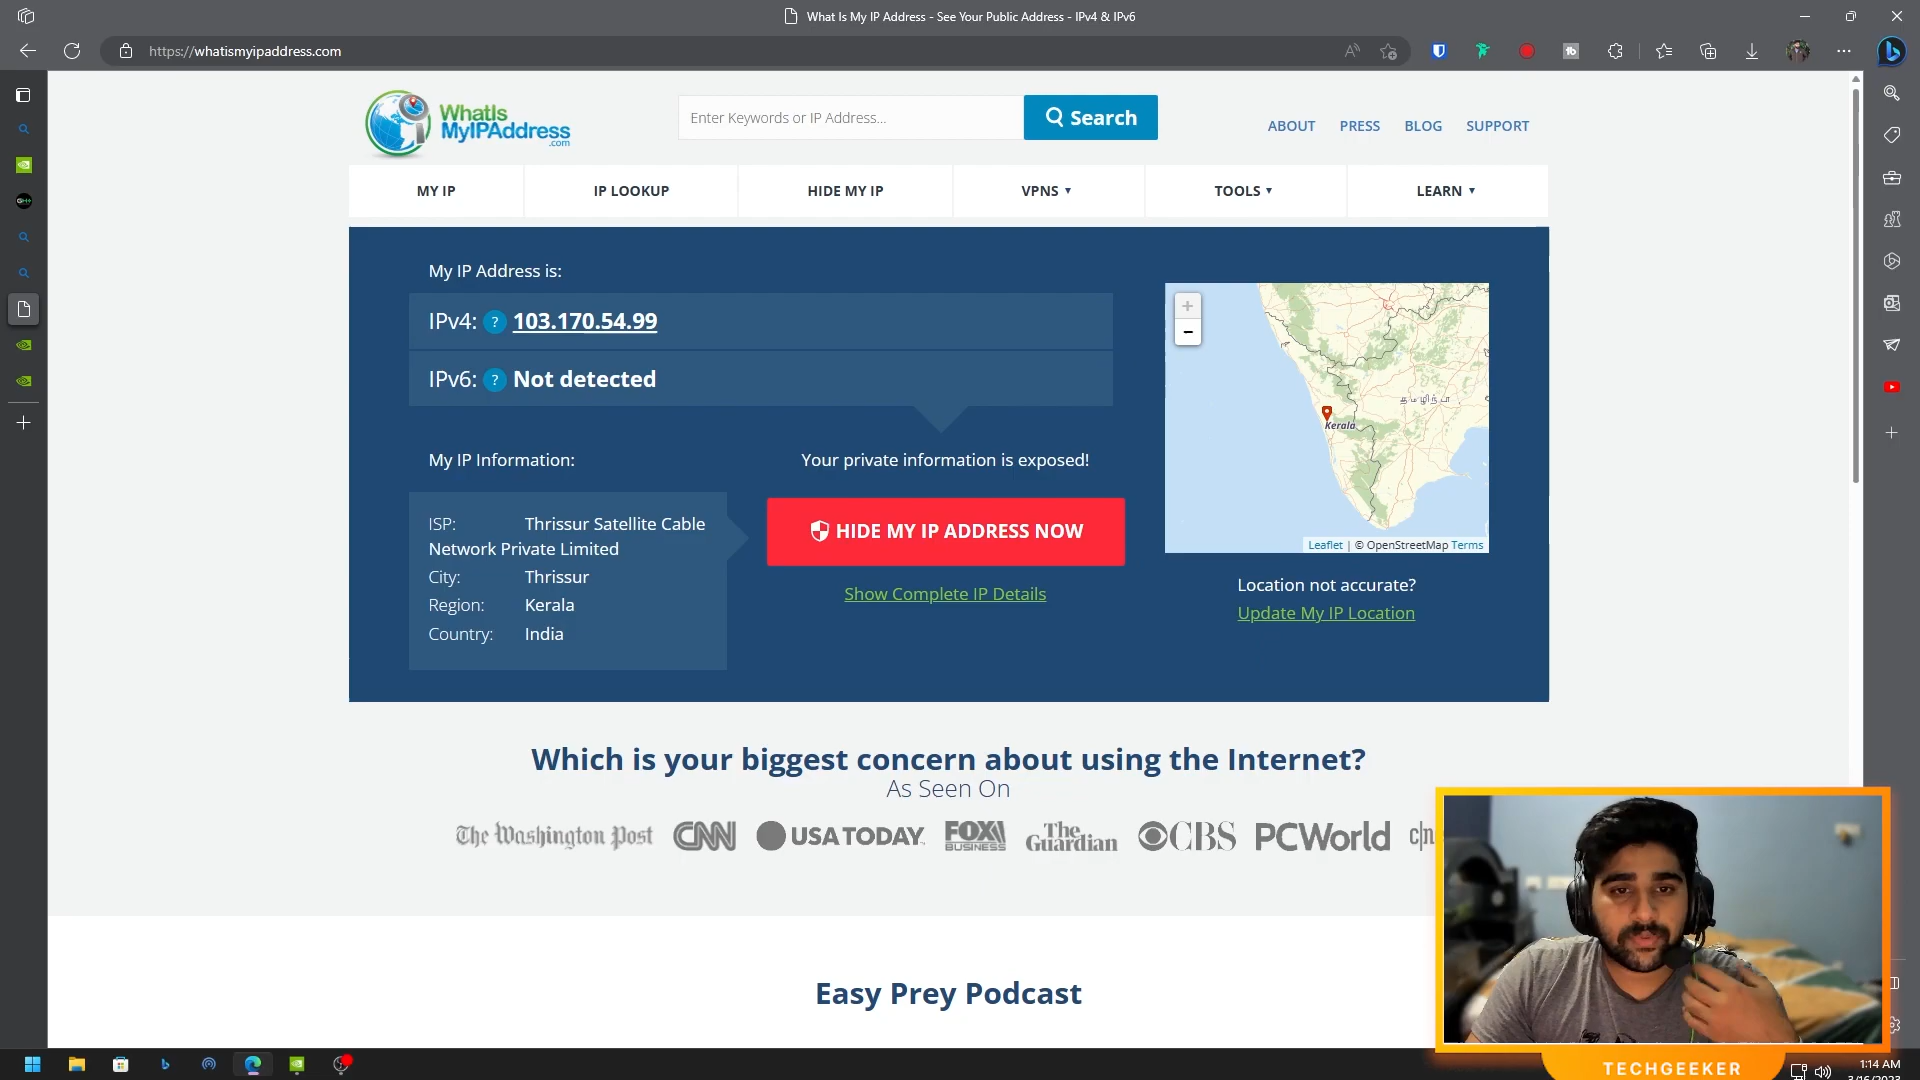 What Is My IP Address - See Your Public Address - IPv4 & IPv6
https://whatismyipaddress.com
WhatIs
MyIPAddress
.com
Enter Keywords or IP Address...
Search
ABOUT PRESS BLOG SUPPORT
MY IP IP LOOKUP HIDE MY IP VPNS TOOLS LEARN
My IP Address is:
IPv4: ? 103.170.54.99
IPv6: ? Not detected
My IP Information:
Your private information is exposed!
ISP: Thrissur Satellite Cable
Network Private Limited
City: Thrissur
Region: Kerala
Country: India
HIDE MY IP ADDRESS NOW
Show Complete IP Details
+
-
Kerala
Leaflet | © OpenStreetMap Terms
Location not accurate?
Update My IP Location
Which is your biggest concern about using the Internet?
As Seen On
The Washington Post CNN USA TODAY FOX BUSINESS The Guardian CBS PCWorld
Easy Prey Podcast
TECHGEEKER
1:14 AM